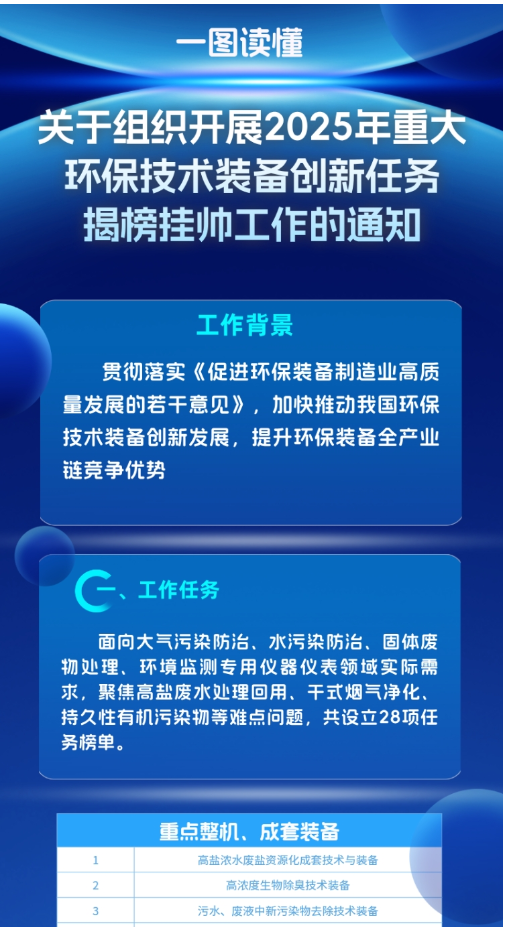 一图读懂
关于组织开展2025年重大
环保技术装备创新任务
揭榜挂帅工作的通知
工作背景
贯彻落实《促进环保装备制造业高质
量发展的若干意见》，加快推动我国环保
技术装备创新发展，提升环保装备全产业
链竞争优势
一、工作任务
面向大气污染防治、水污染防治、固体废
物处理、环境监测专用仪器仪表领域实际需
求，聚焦高盐废水处理回用、干式烟气净化、
持久性有机污染物等难点问题，共设立28项任
务榜单。
重点整机、成套装备
1 高盐浓水废盐资源化成套技术与装备
2 高浓度生物除臭技术装备
3 污水、废液中新污染物去除技术装备